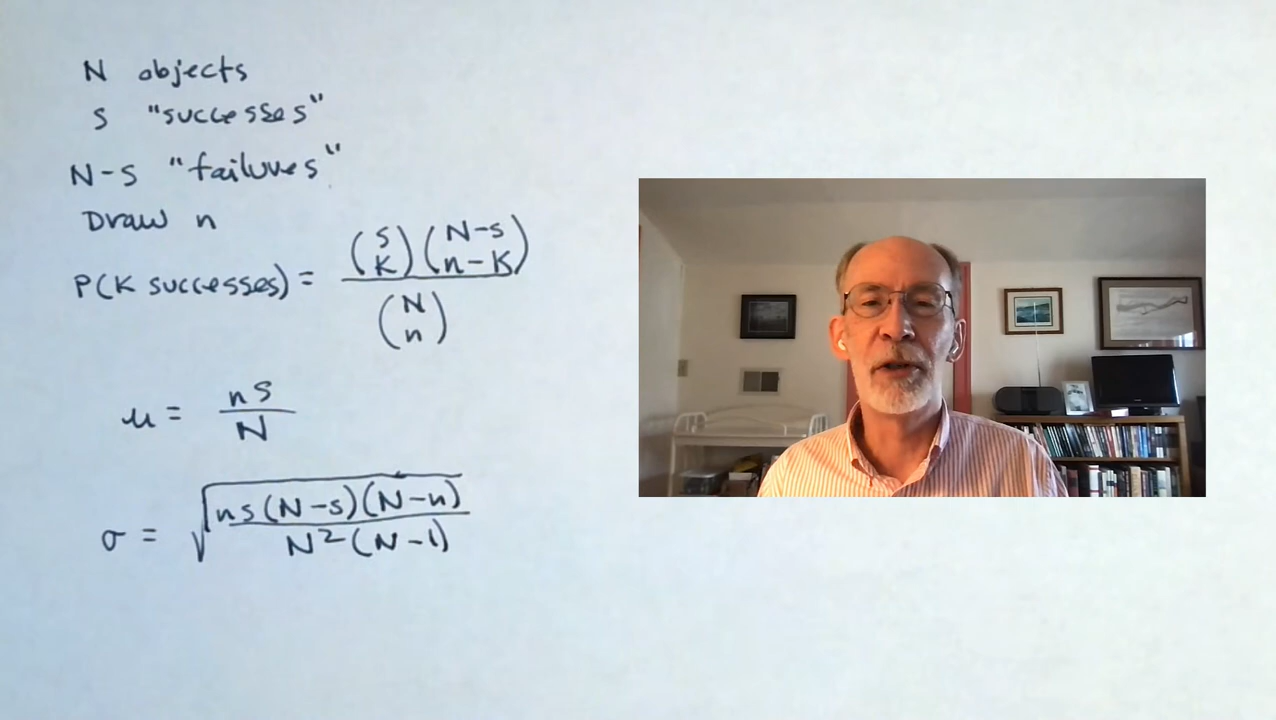 N objects
s "successes"
N-s "failures"
Draw n
P(K successes) = (s K)(N-s n-K) / (N n)
μ = ns / N
σ = √(ns(N-s)(N-n) / N²(N-1))